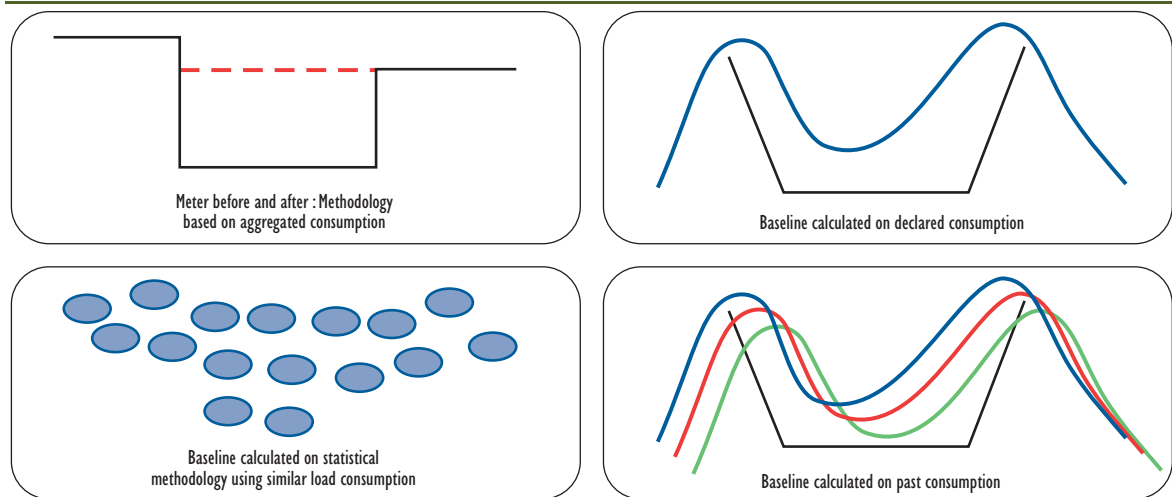 Meter before and after : Methodology
based on aggregated consumption
Baseline calculated on declared consumption
Baseline calculated on statistical
methodology using similar load consumption
Baseline calculated on past consumption